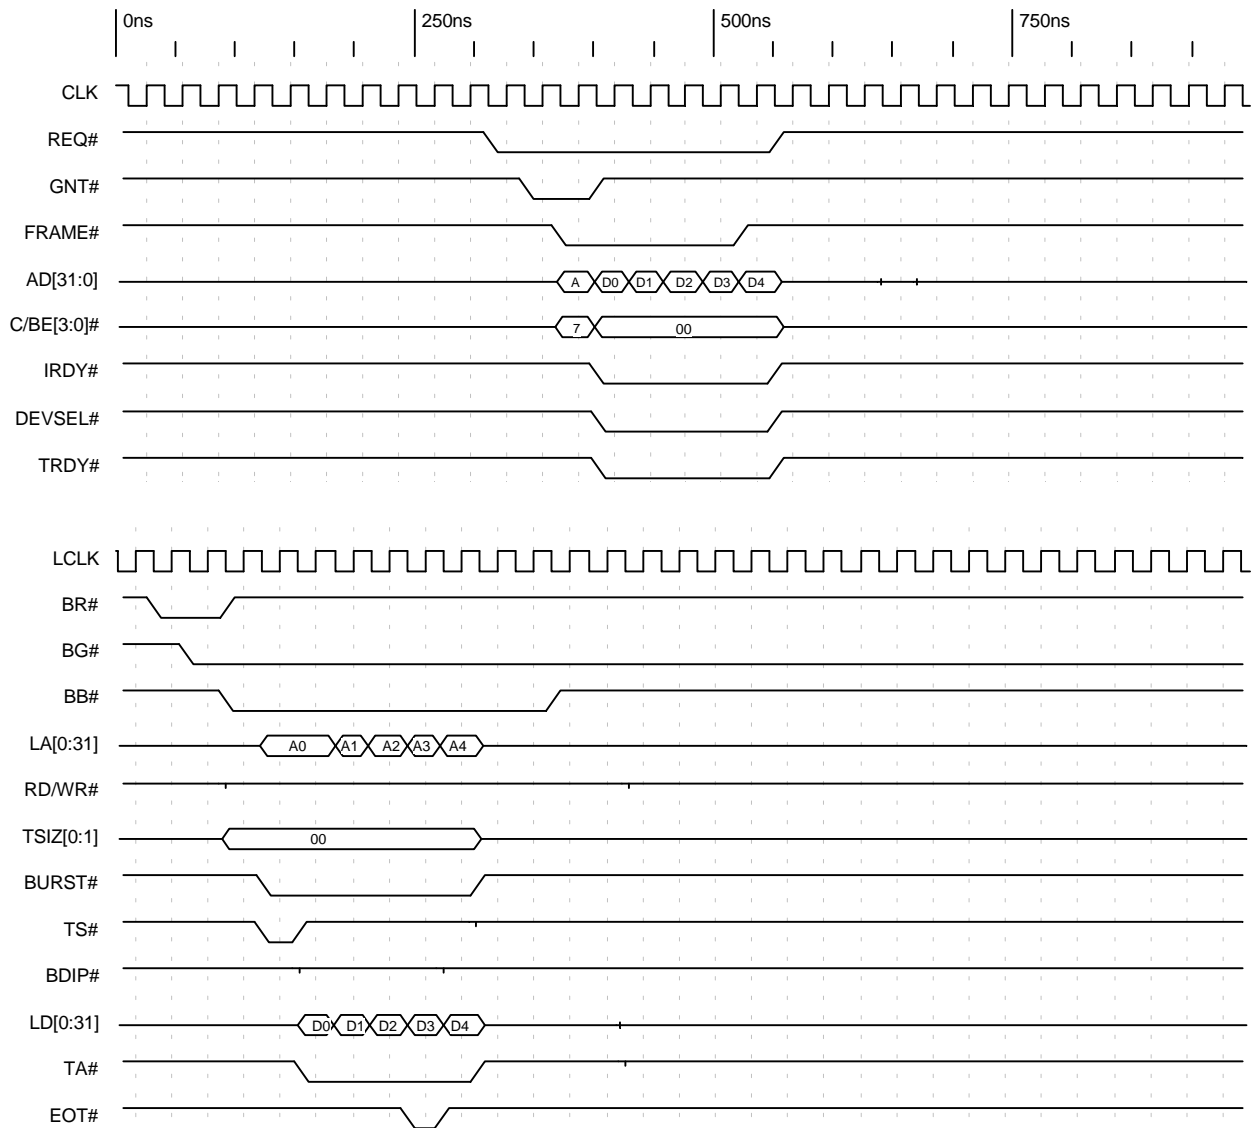 0ns 250ns 500ns 750ns
CLK
REQ#
GNT#
FRAME#
AD[31:0] A D0 D1 D2 D3 D4
C/BE[3:0]# 7 00
IRDY#
DEVSEL#
TRDY#
LCLK
BR#
BG#
BB#
LA[0:31] A0 A1 A2 A3 A4
RD/WR#
TSIZ[0:1] 00
BURST#
TS#
BDIP#
LD[0:31] D0 D1 D2 D3 D4
TA#
EOT#